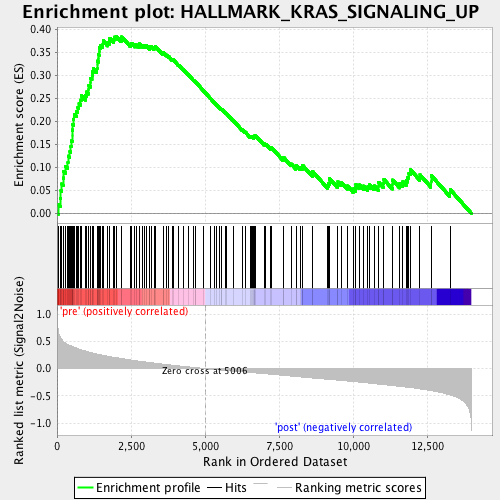 Enrichment plot: HALLMARK_KRAS_SIGNALING_UP
Enrichment score (ES)
0.40
0.35
0.30
0.25
0.20
0.15
0.10
0.05
0.00
'pre' (positively correlated)
Ranked list metric (Signal2Noise)
1.0
0.5
0.0
-0.5
-1.0
Zero cross at 5006
'post' (negatively correlated)
0
2,500
5,000
7,500
10,000
12,500
Rank in Ordered Dataset
Enrichment profile
Hits
Ranking metric scores